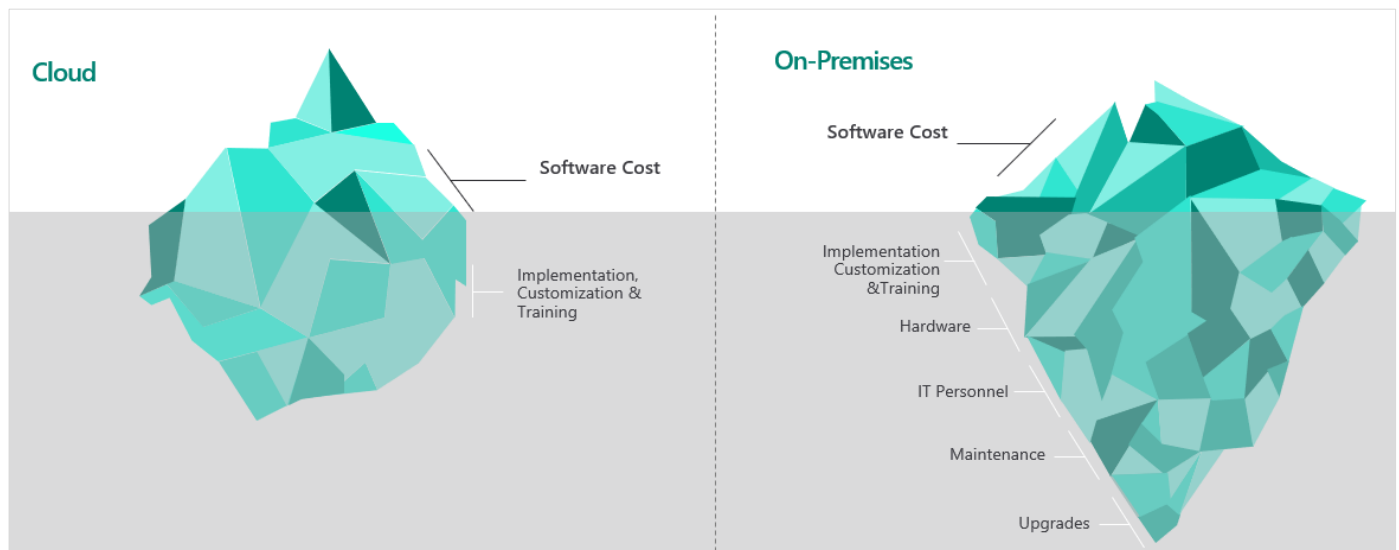 Cloud
Software Cost
Implementation,
Customization &
Training
On-Premises
Software Cost
Implementation
Customization
&Training
Hardware
IT Personnel
Maintenance
Upgrades